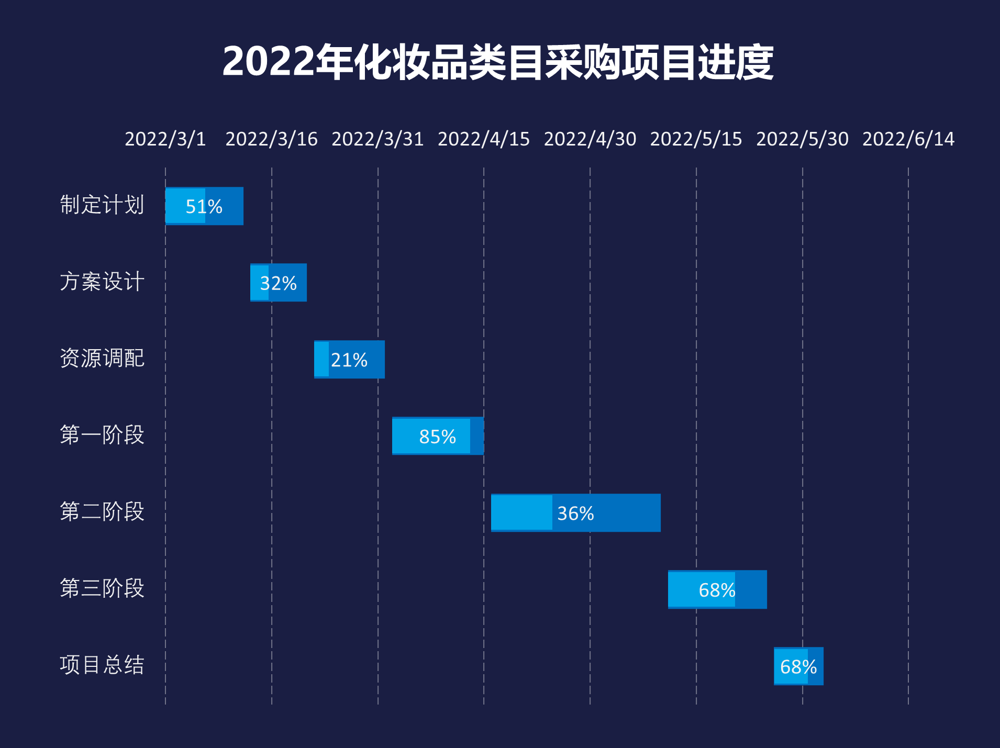 2022年化妆品类目采购项目进度
2022/3/1 2022/3/16 2022/3/31 2022/4/15 2022/4/30 2022/5/15 2022/5/30 2022/6/14
制定计划 51%
方案设计 32%
资源调配 21%
第一阶段 85%
第二阶段 36%
第三阶段 68%
项目总结 68%